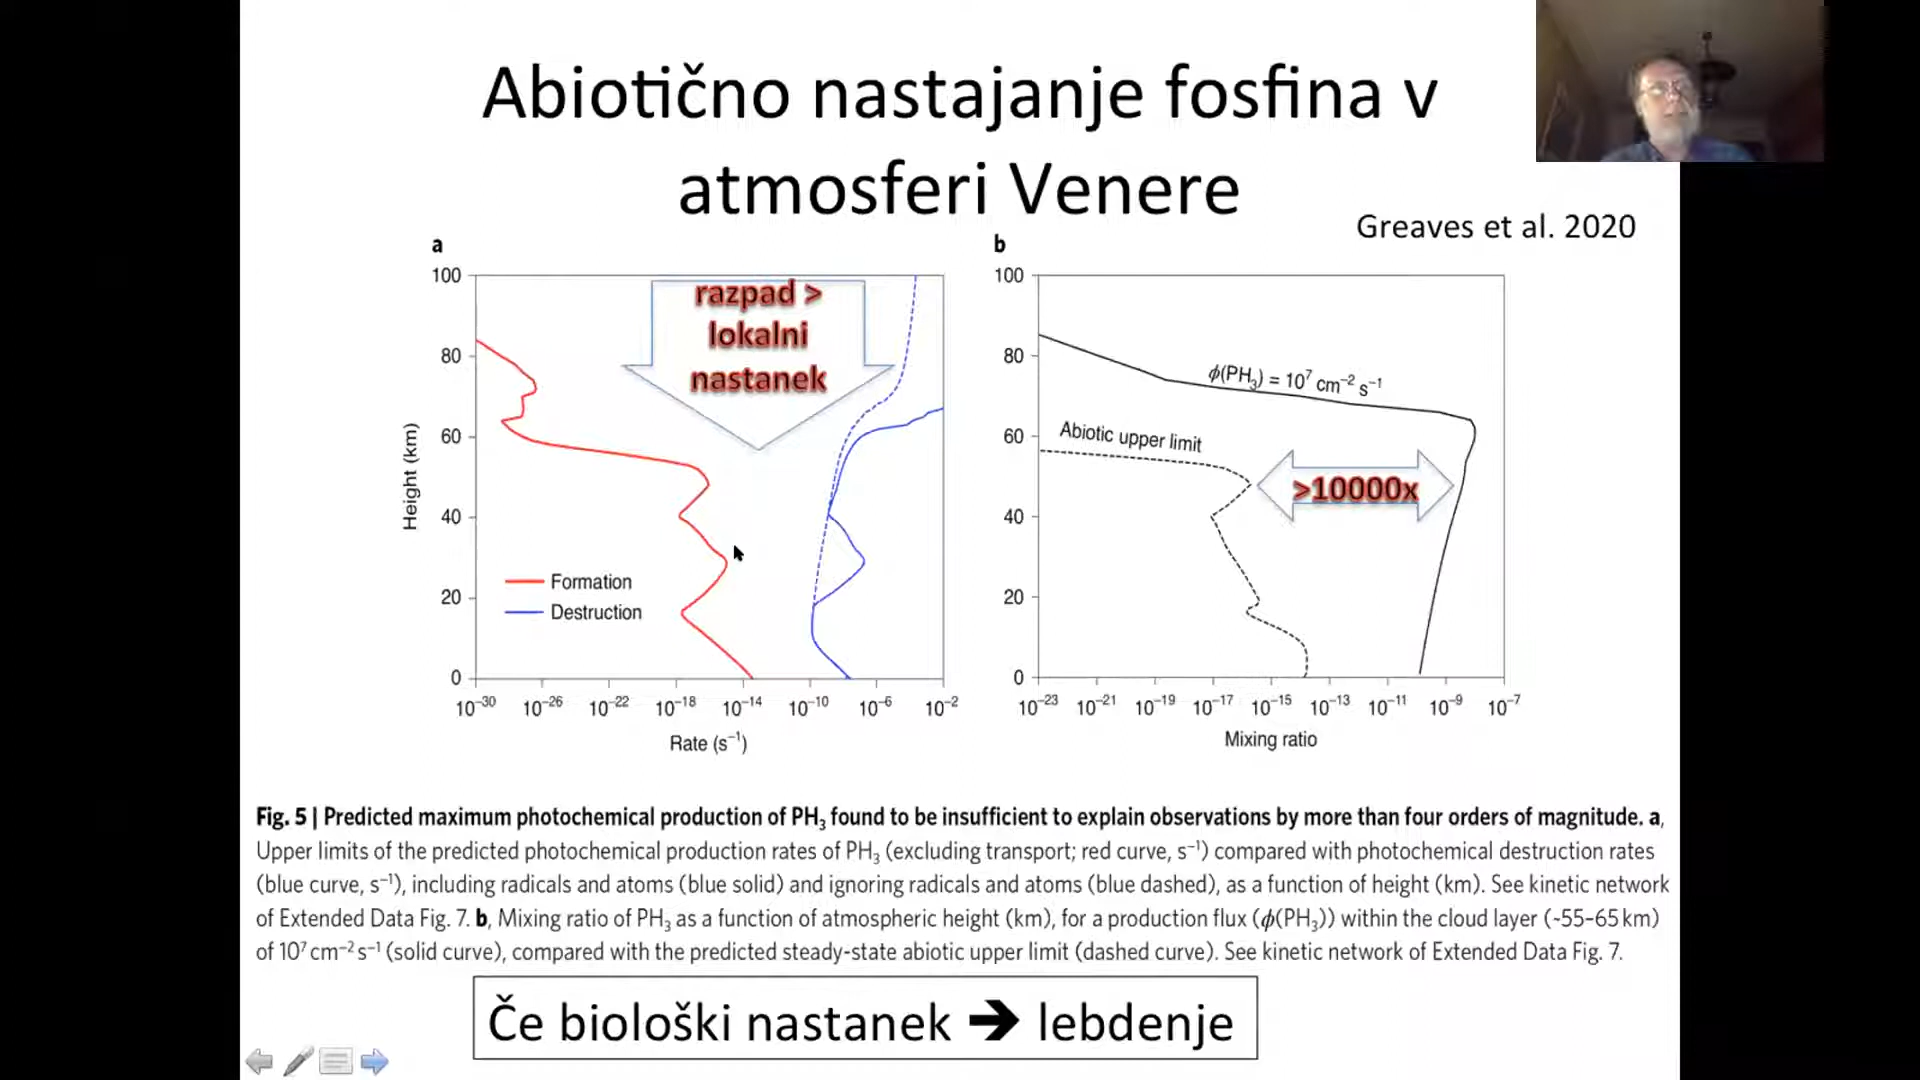 Abiotično nastajanje fosfina v
atmosferi Venere
Greaves et al. 2020
a
100
80
60
40
20
0
Height (km)
razpad >
lokalni
nastanek
Formation
Destruction
10⁻³⁰ 10⁻²⁶ 10⁻²² 10⁻¹⁸ 10⁻¹⁴ 10⁻¹⁰ 10⁻⁶ 10⁻²
Rate (s⁻¹)
b
100
80
60
40
20
0
ϕ(PH₃) = 10⁷ cm⁻² s⁻¹
Abiotic upper limit
>10000x
10⁻²³ 10⁻²¹ 10⁻¹⁹ 10⁻¹⁷ 10⁻¹⁵ 10⁻¹³ 10⁻¹¹ 10⁻⁹ 10⁻⁷
Mixing ratio
Fig. 5 | Predicted maximum photochemical production of PH₃ found to be insufficient to explain observations by more than four orders of magnitude. a,
Upper limits of the predicted photochemical production rates of PH₃ (excluding transport; red curve, s⁻¹) compared with photochemical destruction rates
(blue curve, s⁻¹), including radicals and atoms (blue solid) and ignoring radicals and atoms (blue dashed), as a function of height (km). See kinetic network
of Extended Data Fig. 7. b, Mixing ratio of PH₃ as a function of atmospheric height (km), for a production flux (ϕ(PH₃)) within the cloud layer (~55–65 km)
of 10⁷ cm⁻² s⁻¹ (solid curve), compared with the predicted steady-state abiotic upper limit (dashed curve). See kinetic network of Extended Data Fig. 7.
Če biološki nastanek ➔ lebdenje